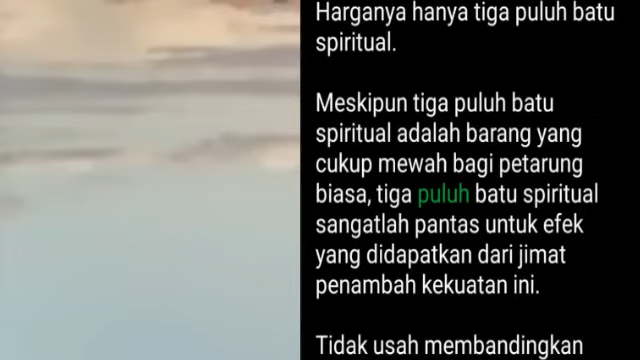 Harganya hanya tiga puluh batu
spiritual.
Meskipun tiga puluh batu
spiritual adalah barang yang
cukup mewah bagi petarung
biasa, tiga puluh batu spiritual
sangatlah pantas untuk efek
yang didapatkan dari jimat
penambah kekuatan ini.
Tidak usah membandingkan